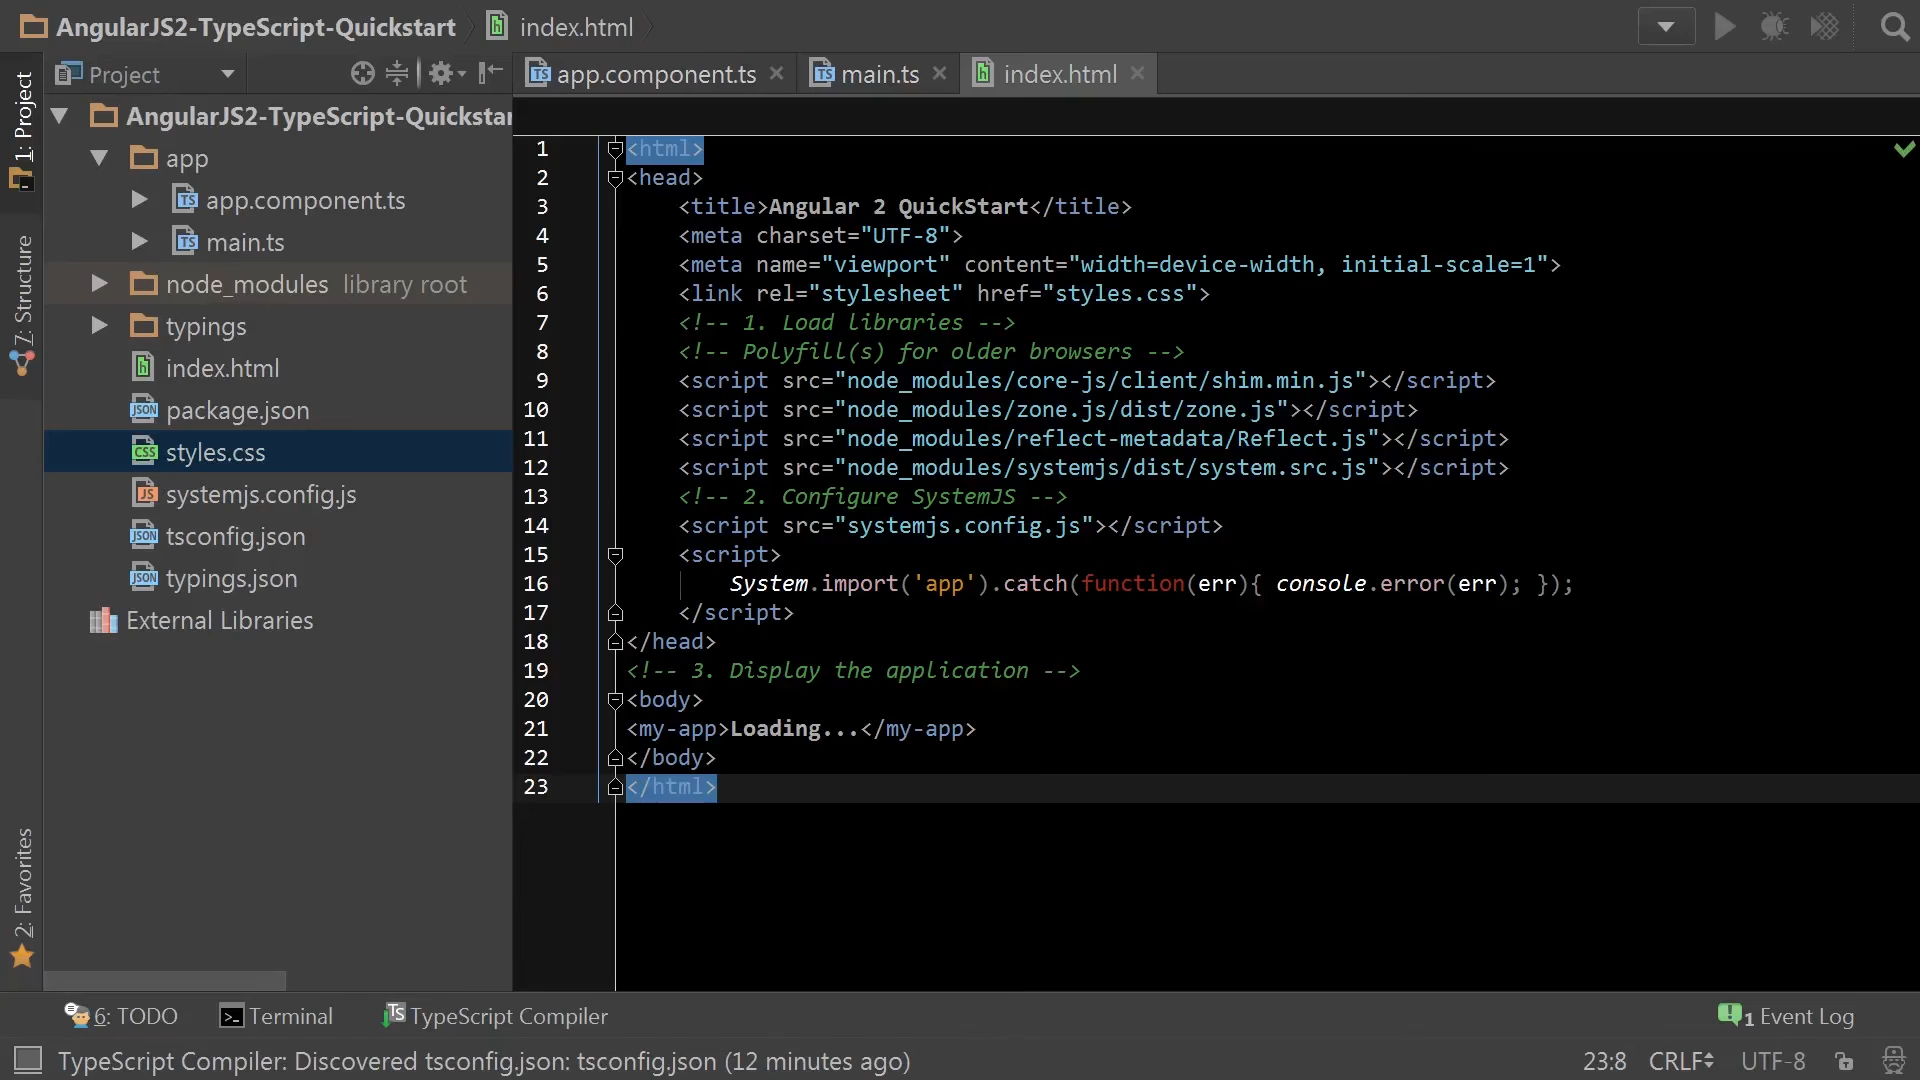 AngularJS2-TypeScript-Quickstart index.html
Project
app.component.ts main.ts index.html
1: Project
7: Structure
2: Favorites
AngularJS2-TypeScript-Quickstar
app
app.component.ts
main.ts
node_modules library root
typings
index.html
package.json
styles.css
systemjs.config.js
tsconfig.json
typings.json
External Libraries
1 <html>
2 <head>
3 <title>Angular 2 QuickStart</title>
4 <meta charset="UTF-8">
5 <meta name="viewport" content="width=device-width, initial-scale=1">
6 <link rel="stylesheet" href="styles.css">
7 <!-- 1. Load libraries -->
8 <!-- Polyfill(s) for older browsers -->
9 <script src="node_modules/core-js/client/shim.min.js"></script>
10 <script src="node_modules/zone.js/dist/zone.js"></script>
11 <script src="node_modules/reflect-metadata/Reflect.js"></script>
12 <script src="node_modules/systemjs/dist/system.src.js"></script>
13 <!-- 2. Configure SystemJS -->
14 <script src="systemjs.config.js"></script>
15 <script>
16 System.import('app').catch(function(err){ console.error(err); });
17 </script>
18 </head>
19 <!-- 3. Display the application -->
20 <body>
21 <my-app>Loading...</my-app>
22 </body>
23 </html>
6: TODO Terminal TypeScript Compiler 1 Event Log
TypeScript Compiler: Discovered tsconfig.json: tsconfig.json (12 minutes ago) 23:8 CRLF UTF-8